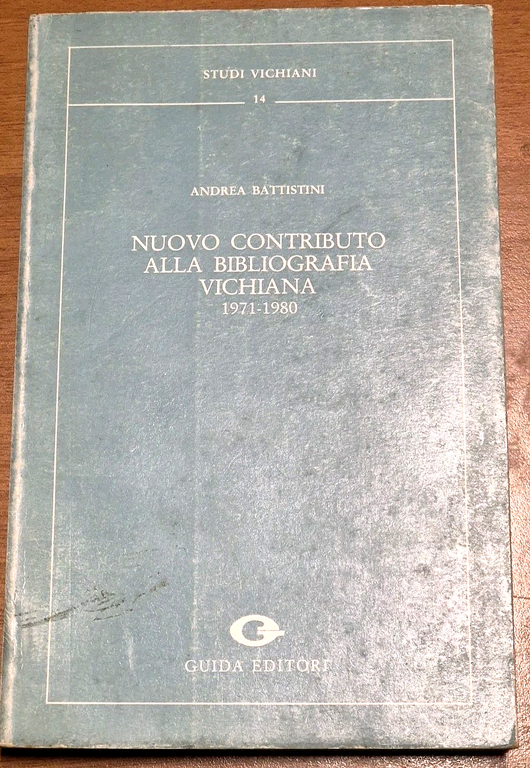 STUDI VICHIANI
14
ANDREA BATTISTINI
NUOVO CONTRIBUTO
ALLA BIBLIOGRAFIA
VICHIANA
1971-1980
GUIDA EDITORI